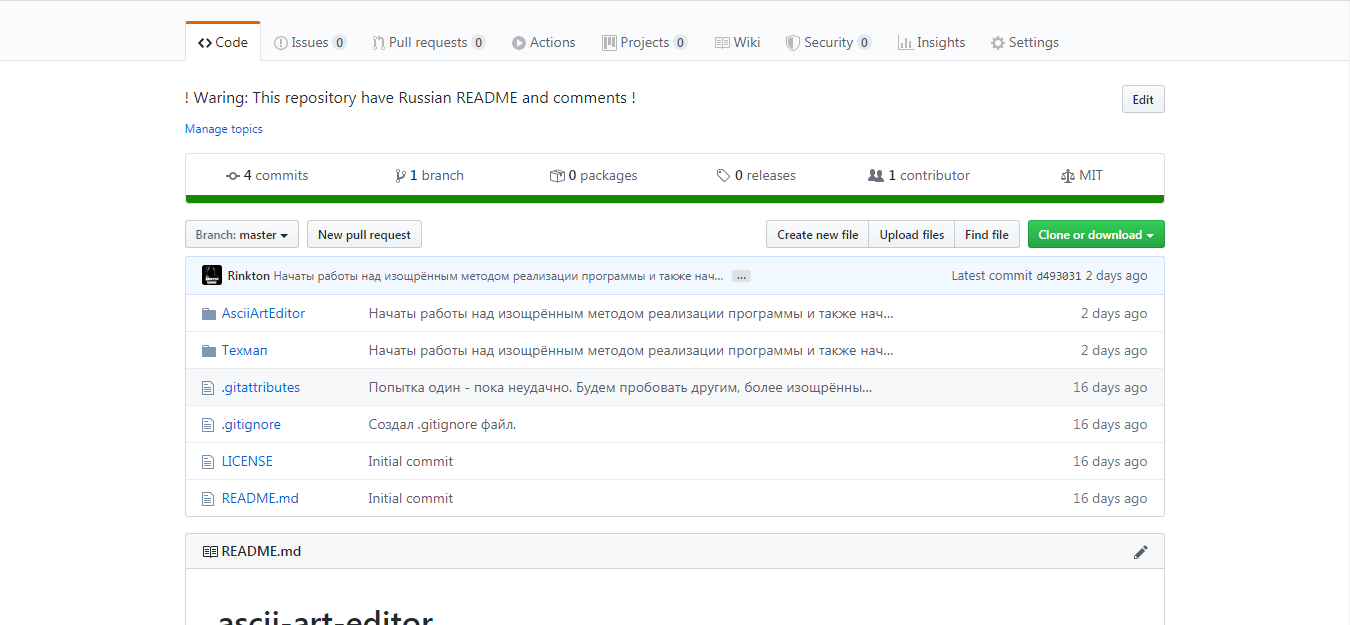 Code Issues 0 Pull requests 0 Actions Projects 0 Wiki Security 0 Insights Settings
! Waring: This repository have Russian README and comments ! Edit
Manage topics
4 commits 1 branch 0 packages 0 releases 1 contributor MIT
Branch: master New pull request Create new file Upload files Find file Clone or download
Rinkton Начаты работы над изощрённым методом реализации программы и также нач... ... Latest commit d493031 2 days ago
AsciiArtEditor Начаты работы над изощрённым методом реализации программы и также нач... 2 days ago
Техмап Начаты работы над изощрённым методом реализации программы и также нач... 2 days ago
.gitattributes Попытка один - пока неудачно. Будем пробовать другим, более изощрённы... 16 days ago
.gitignore Создал .gitignore файл. 16 days ago
LICENSE Initial commit 16 days ago
README.md Initial commit 16 days ago
README.md
ascii-art-editor